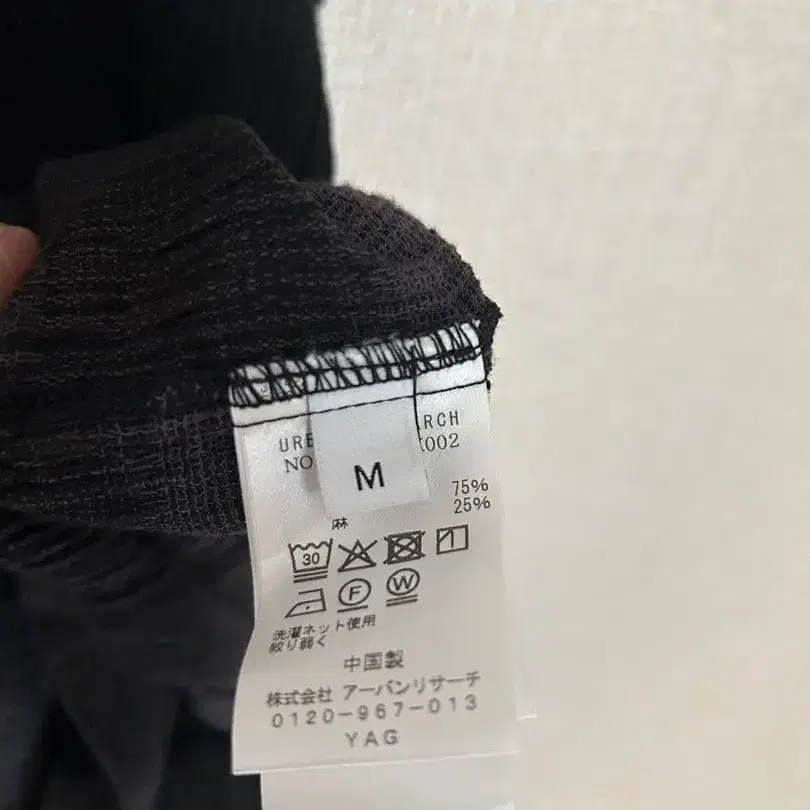 URB RCH
NO 002
M
75%
麻 25%
30
F W
洗濯ネット使用
絞り弱く
中国製
株式会社 アーバンリサーチ
0120-967-013
YAG